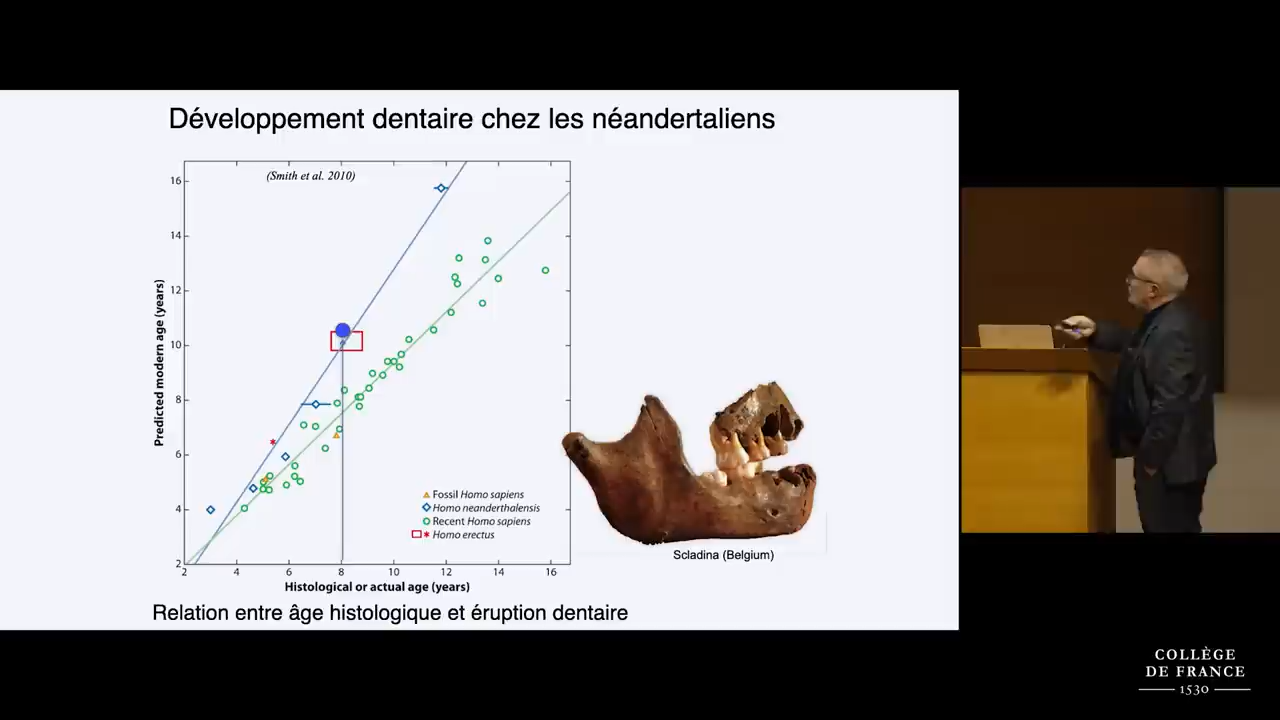 Développement dentaire chez les néandertaliens
(Smith et al. 2010)
16
14
12
10
8
6
4
2
2
4
6
8
10
12
14
16
Predicted modern age (years)
Histological or actual age (years)
Fossil Homo sapiens
Homo neanderthalensis
Recent Homo sapiens
Homo erectus
Scladina (Belgium)
Relation entre âge histologique et éruption dentaire
COLLÈGE
DE FRANCE
1530